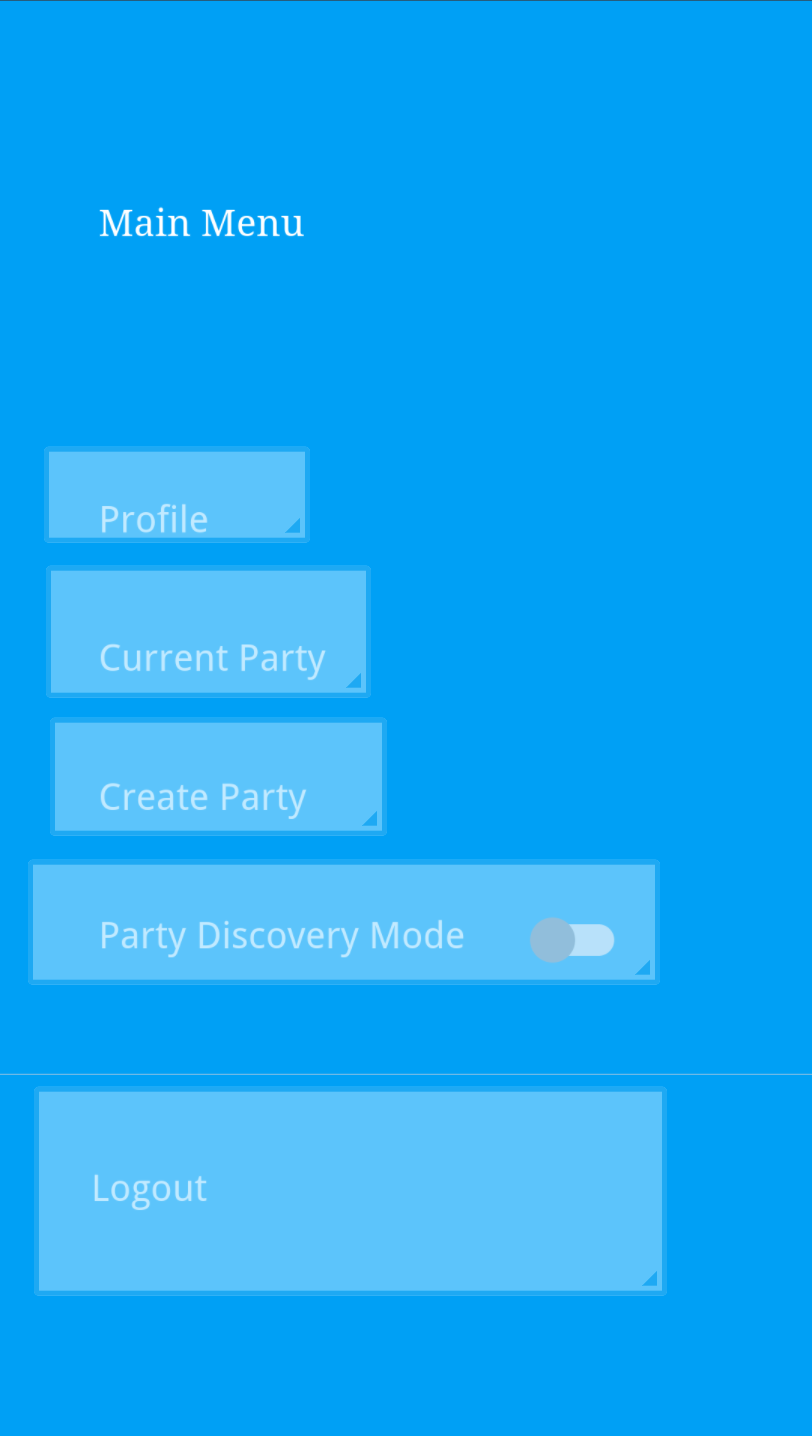 Main Menu
Profile
Current Party
Create Party
Party Discovery Mode
Logout